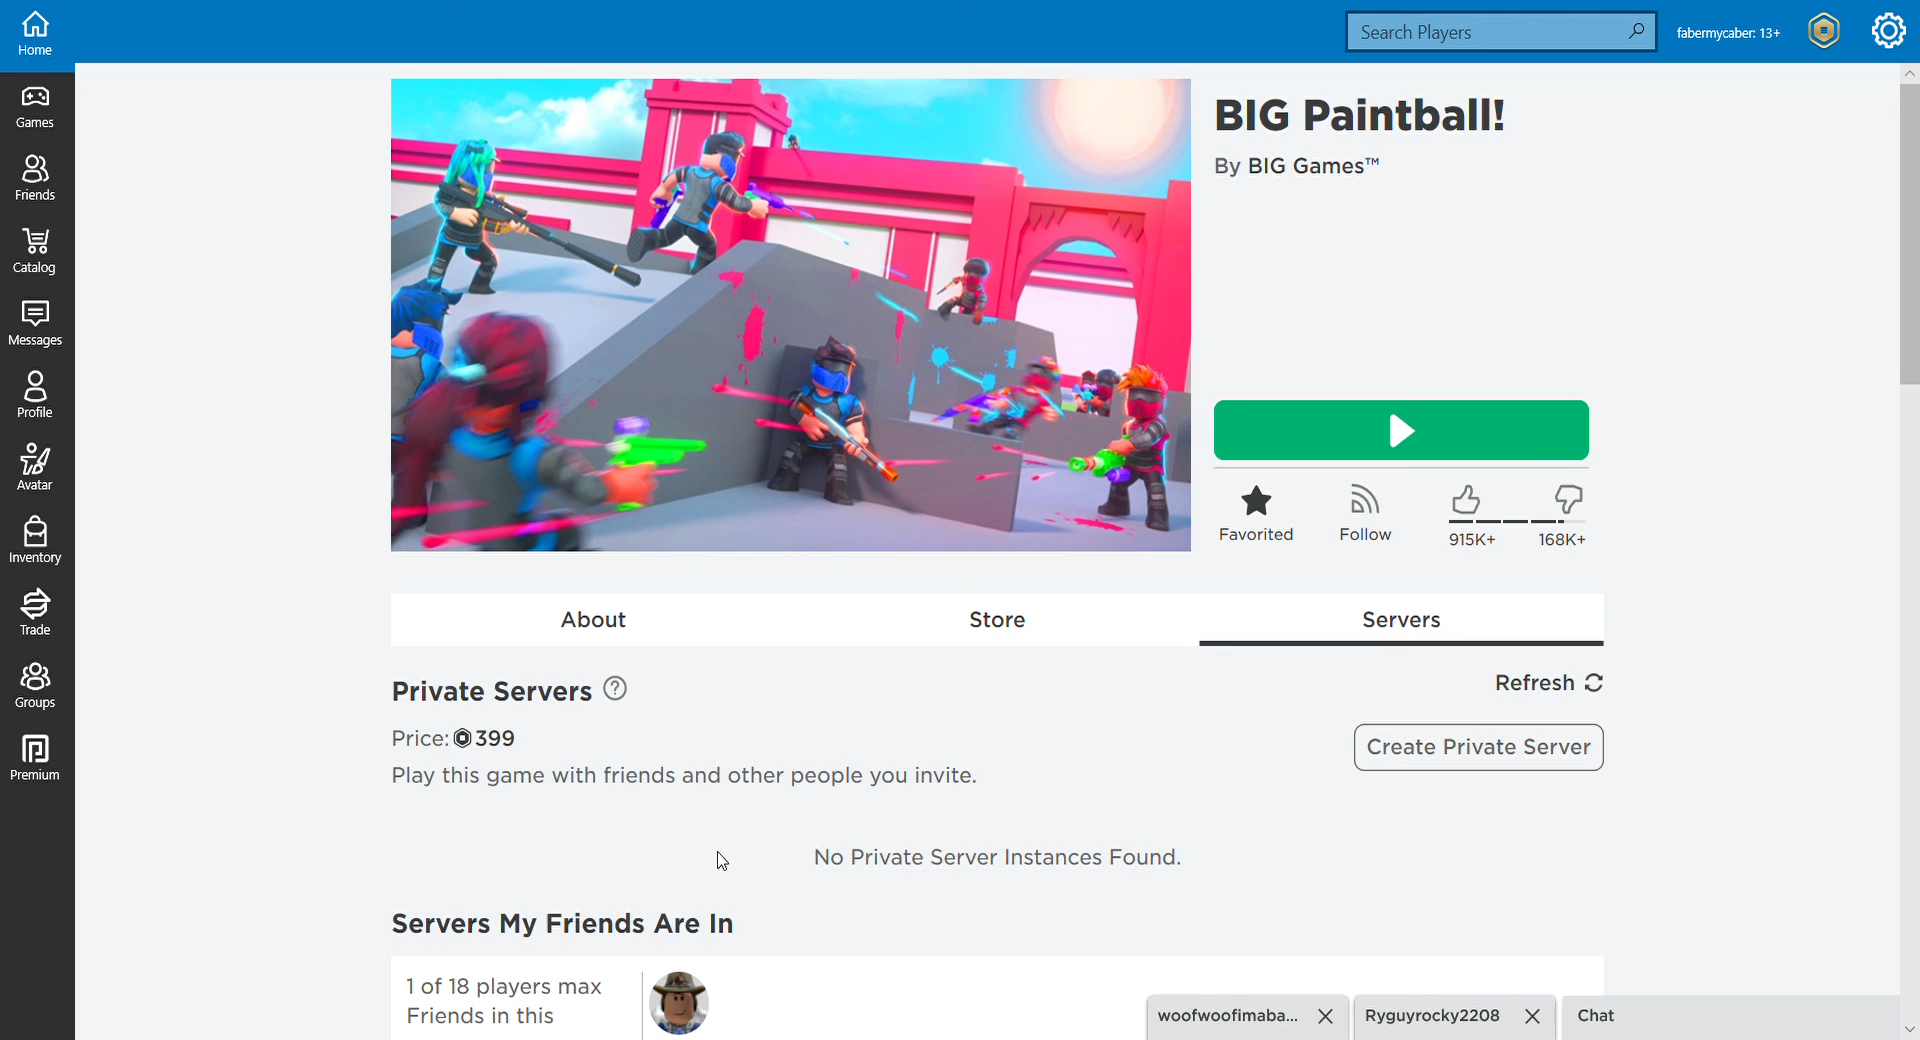 Home
Search Players
fabermycaber: 13+
Games
Friends
Catalog
Messages
Profile
Avatar
Inventory
Trade
Groups
Premium
BIG Paintball!
By BIG Games™
Favorited
Follow
915K+
168K+
About
Store
Servers
Private Servers
Refresh
Price: 399
Create Private Server
Play this game with friends and other people you invite.
No Private Server Instances Found.
Servers My Friends Are In
1 of 18 players max
Friends in this
woofwoofimaba...
Ryguyrocky2208
Chat